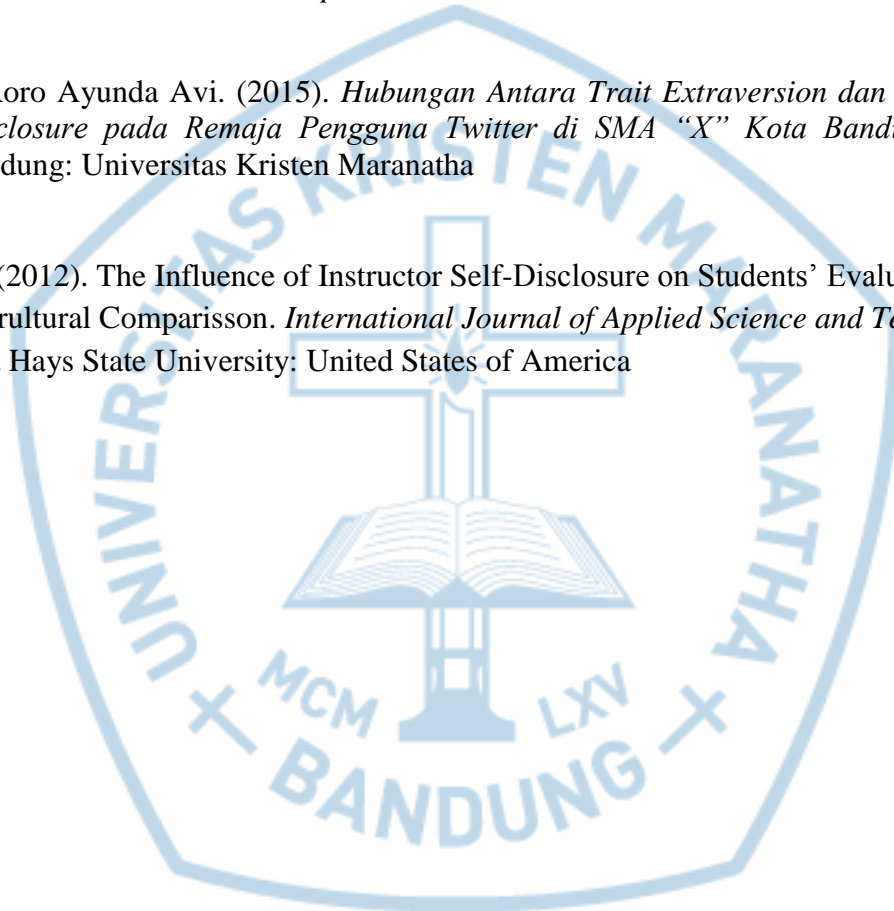 Roro Ayunda Avi. (2015). Hubungan Antara Trait Extraversion dan
closure pada Remaja Pengguna Twitter di SMA “X” Kota Band
dung: Universitas Kristen Maranatha
(2012). The Influence of Instructor Self-Disclosure on Students’ Evalu
rultural Comparisson. International Journal of Applied Science and Te
Hays State University: United States of America
UNIVERSITAS KRISTEN MARANATHA
MCM LXV
BANDUNG